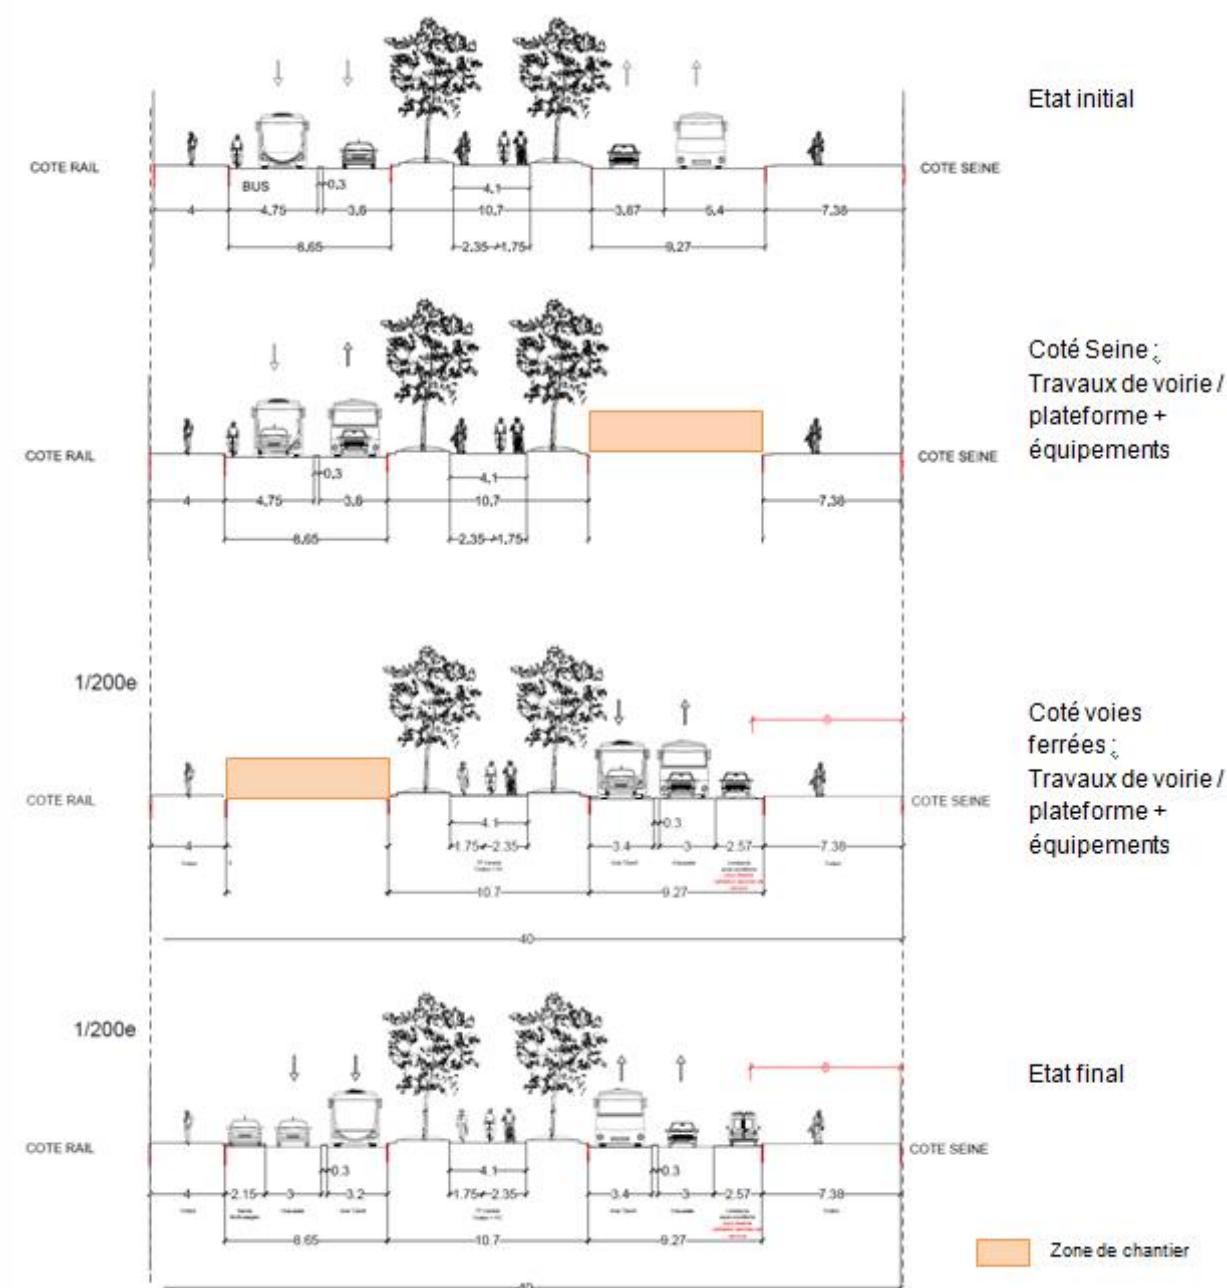 Etat initial
COTE RAIL
COTE SEINE
BUS
0.3
4.1
4
4.75
3.6
10.7
3.87
5.4
7.38
8.65
2.35
1.75
9.27
Coté Seine :
Travaux de voirie /
plateforme +
équipements
COTE RAIL
COTE SEINE
0.3
4.1
4
4.75
3.6
10.7
7.38
8.65
2.35
1.75
1/200e
Coté voies
ferrées :
Travaux de voirie /
plateforme +
équipements
COTE RAIL
COTE SEINE
4.1
0.3
4
1.75
2.35
3.4
3
2.57
7.38
10.7
9.27
40
1/200e
Etat final
COTE RAIL
COTE SEINE
0.3
4.1
0.3
4
2.15
3
3.2
1.75
2.35
3.4
3
2.57
7.38
8.65
10.7
9.27
Zone de chantier
40